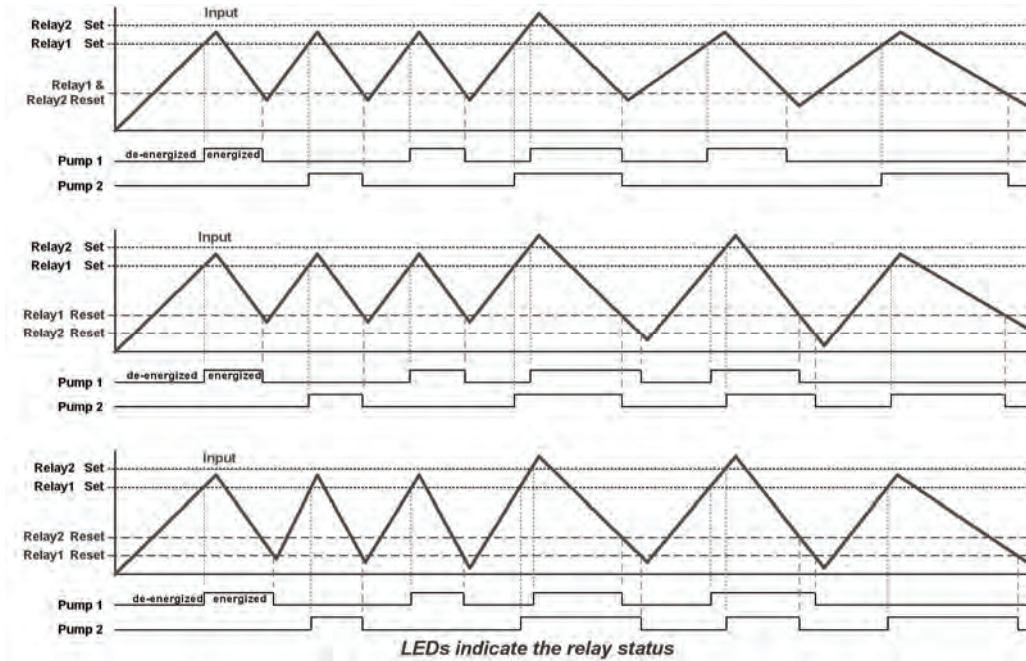 Input
Relay2 Set
Relay1 Set
Relay1 &
Relay2 Reset
de-energized energized
Pump 1
Pump 2
Input
Relay2 Set
Relay1 Set
Relay1 Reset
Relay2 Reset
de-energized energized
Pump 1
Pump 2
Input
Relay2 Set
Relay1 Set
Relay2 Reset
Relay1 Reset
de-energized energized
Pump 1
Pump 2
LEDs indicate the relay status